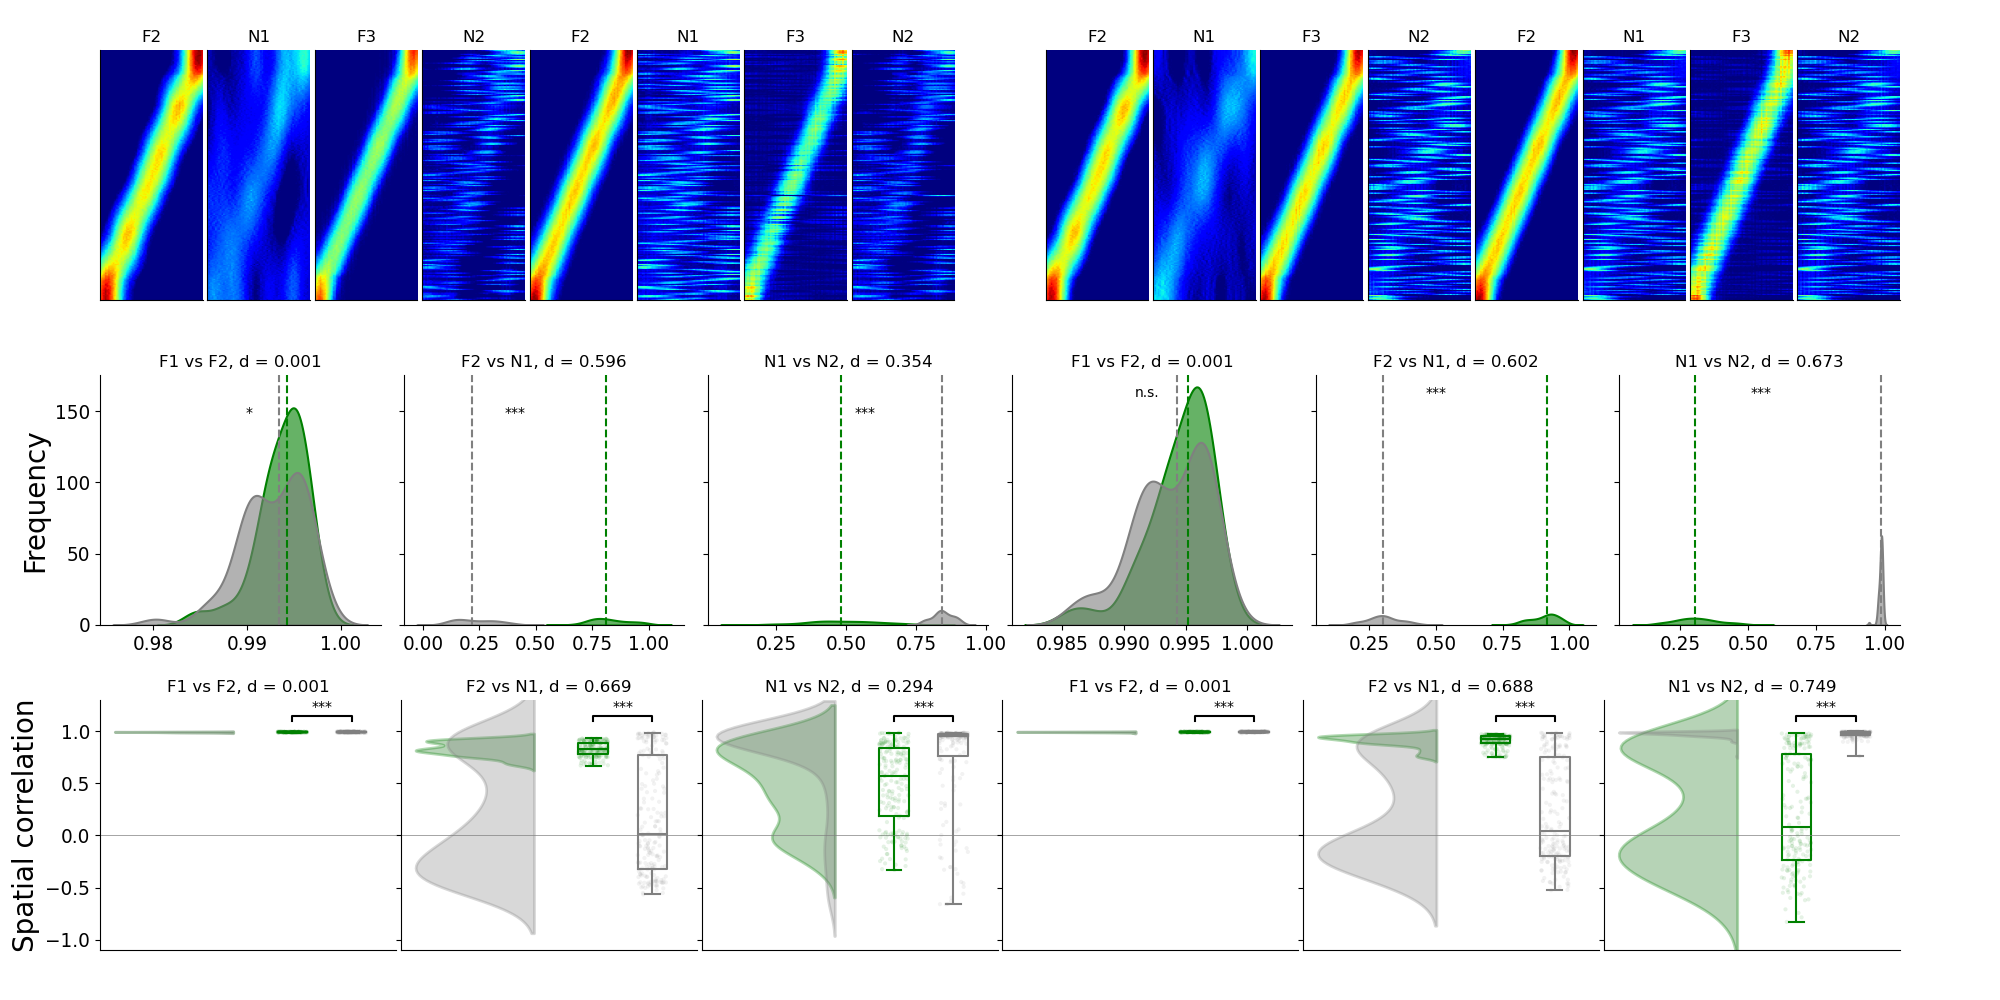 F2 N1 F3 N2 F2 N1 F3 N2 F2 N1 F3 N2 F2 N1 F3 N2
F1 vs F2, d = 0.001
F2 vs N1, d = 0.596
N1 vs N2, d = 0.354
F1 vs F2, d = 0.001
F2 vs N1, d = 0.602
N1 vs N2, d = 0.673
* *** *** n.s. *** ***
Frequency
150
100
50
0
0.98 0.99 1.00
0.00 0.25 0.50 0.75 1.00
0.25 0.50 0.75 1.00
0.985 0.990 0.995 1.000
0.25 0.50 0.75 1.00
0.25 0.50 0.75 1.00
F1 vs F2, d = 0.001
F2 vs N1, d = 0.669
N1 vs N2, d = 0.294
F1 vs F2, d = 0.001
F2 vs N1, d = 0.688
N1 vs N2, d = 0.749
*** *** *** *** *** ***
Spatial correlation
1.0
0.5
0.0
−0.5
−1.0